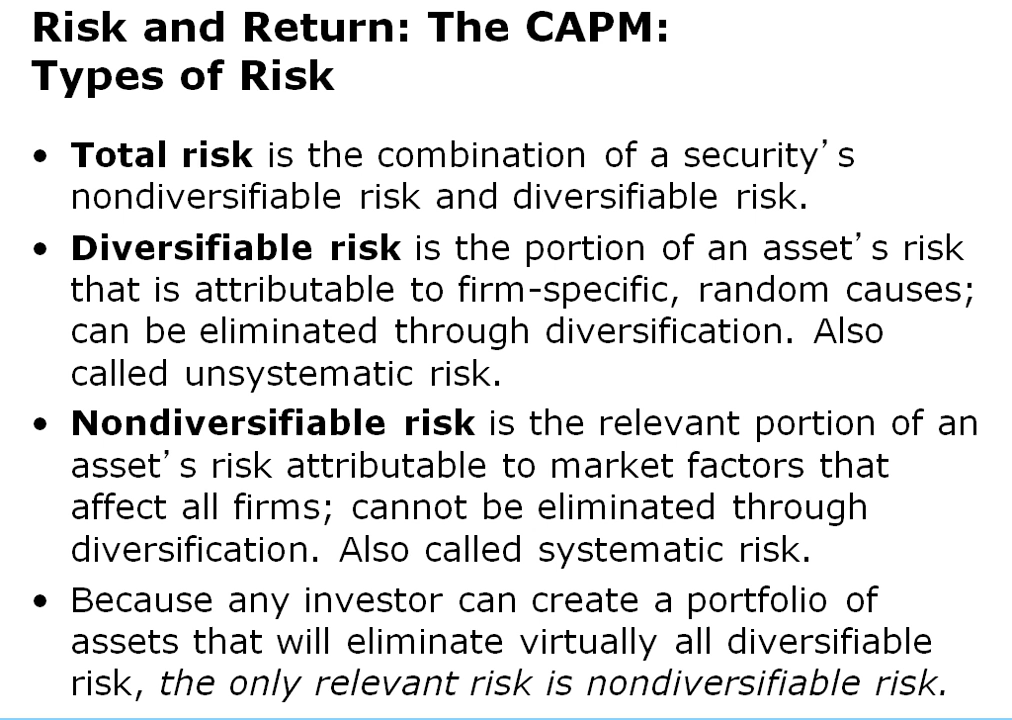 Risk and Return: The CAPM:
Types of Risk
• Total risk is the combination of a security’s
nondiversifiable risk and diversifiable risk.
• Diversifiable risk is the portion of an asset’s risk
that is attributable to firm-specific, random causes;
can be eliminated through diversification. Also
called unsystematic risk.
• Nondiversifiable risk is the relevant portion of an
asset’s risk attributable to market factors that
affect all firms; cannot be eliminated through
diversification. Also called systematic risk.
• Because any investor can create a portfolio of
assets that will eliminate virtually all diversifiable
risk, the only relevant risk is nondiversifiable risk.